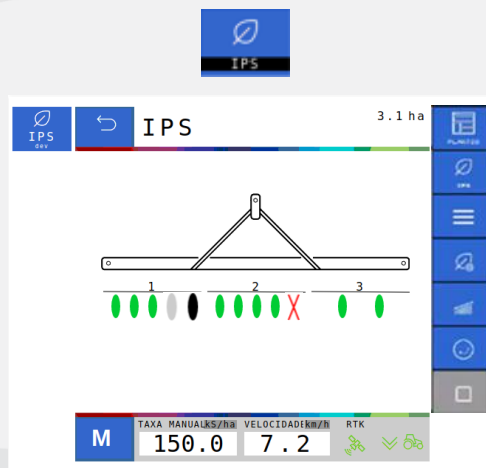 IPS
IPS
dev
IPS
3.1 ha
PLANTIO
IPS
1 2 3
M
TAXA MANUAL kS/ha VELOCIDADE km/h RTK
150.0 7.2